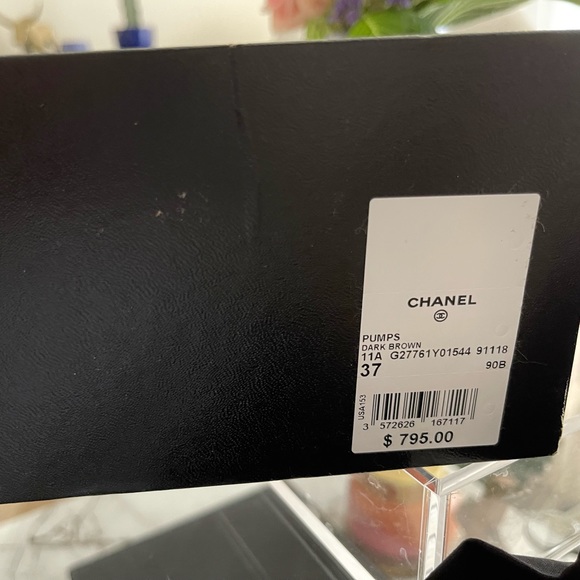 CHANEL
PUMPS
DARK BROWN
11A G27761Y01544 91118
37 90B
USA153
3 572626 167117
$ 795.00